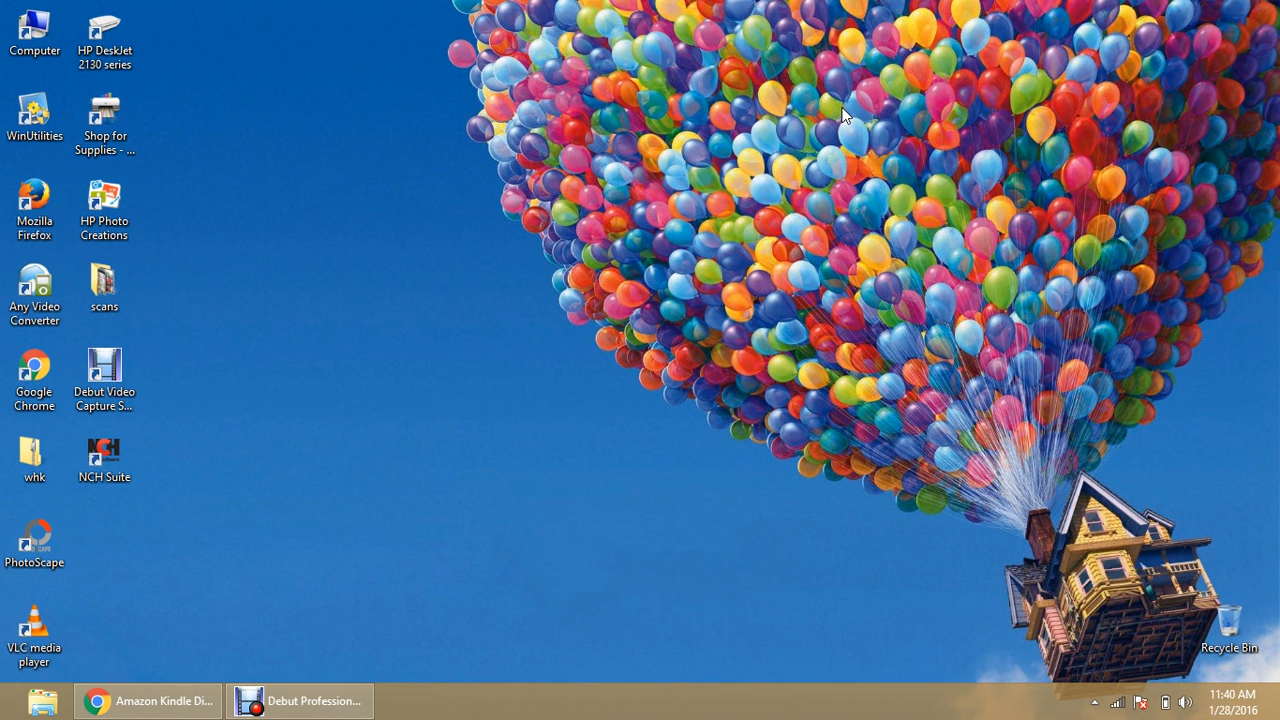 Computer
HP DeskJet
2130 series
WinUtilities
Shop for
Supplies - ...
Mozilla
Firefox
HP Photo
Creations
Any Video
Converter
scans
Google
Chrome
Debut Video
Capture S...
whk
NCH
NCH Suite
PhotoScape
VLC media
player
Recycle Bin
Amazon Kindle Di...
Debut Profession...
11:40 AM
1/28/2016